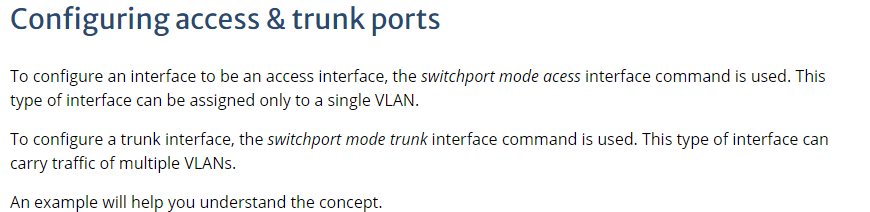 Configuring access & trunk ports
To configure an interface to be an access interface, the switchport mode acess interface command is used. This
type of interface can be assigned only to a single VLAN.
To configure a trunk interface, the switchport mode trunk interface command is used. This type of interface can
carry traffic of multiple VLANs.
An example will help you understand the concept.